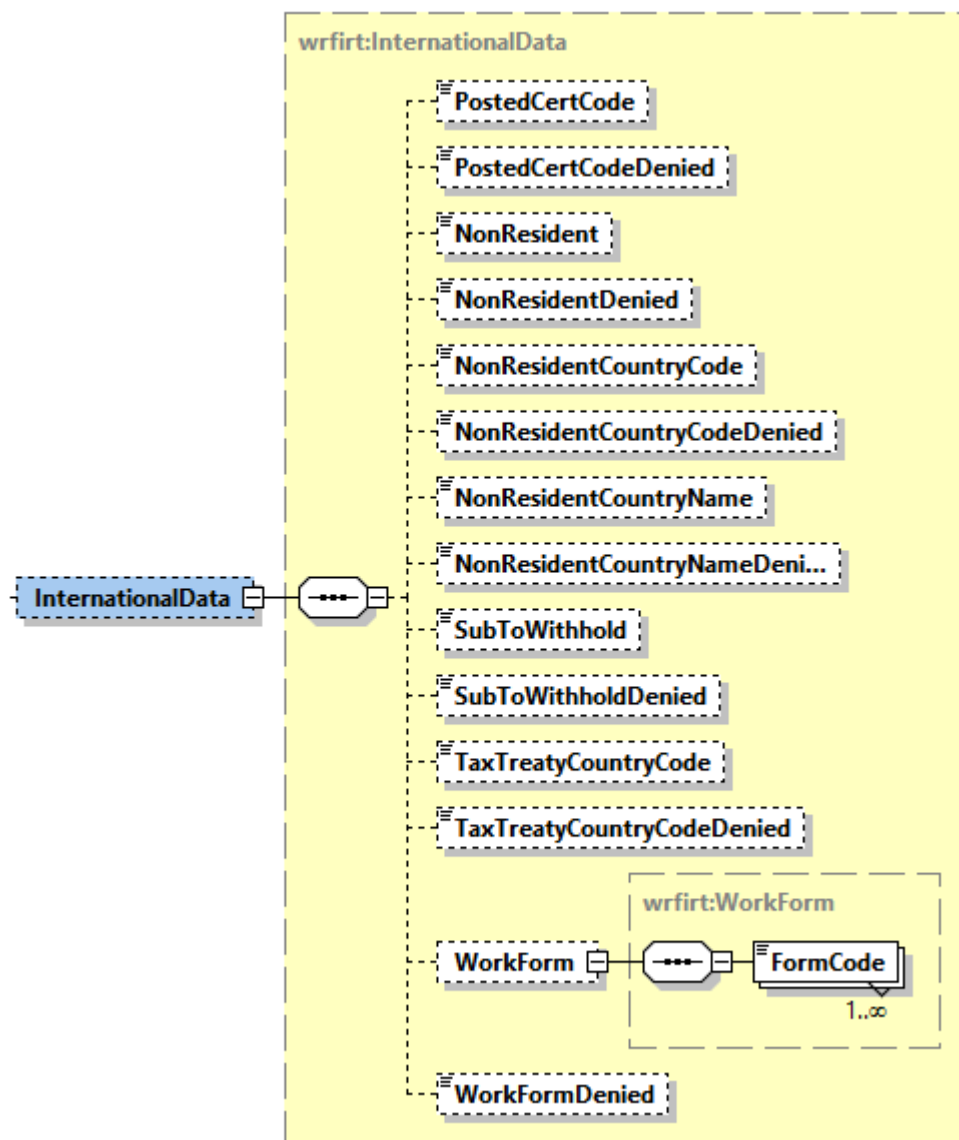 wrfirt:InternationalData
PostedCertCode
PostedCertCodeDenied
NonResident
NonResidentDenied
NonResidentCountryCode
NonResidentCountryCodeDenied
NonResidentCountryName
NonResidentCountryNameDeni...
InternationalData
SubToWithhold
SubToWithholdDenied
TaxTreatyCountryCode
TaxTreatyCountryCodeDenied
wrfirt:WorkForm
WorkForm
FormCode
1..∞
WorkFormDenied